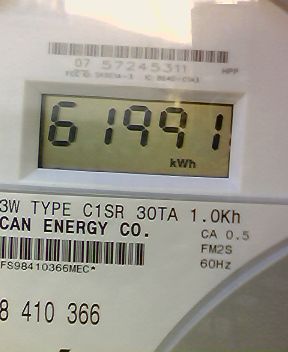 07 57245311 HPP
61991
kWh
3W TYPE C1SR 30TA 1.0Kh
CAN ENERGY CO. CA 0.5
FM2S
FS98410366MEC* 60Hz
8 410 366